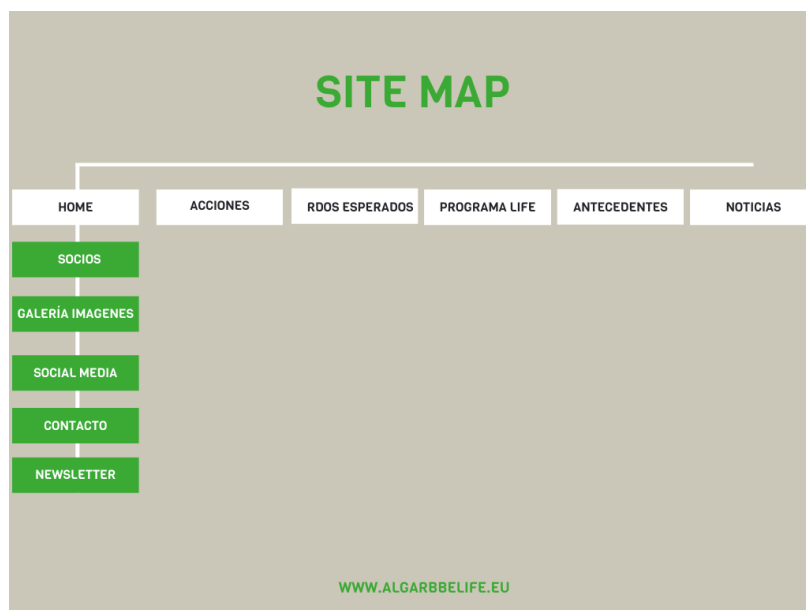 SITE MAP
HOME
ACCIONES
RDOS ESPERADOS
PROGRAMA LIFE
ANTECEDENTES
NOTICIAS
SOCIOS
GALERÍA IMAGENES
SOCIAL MEDIA
CONTACTO
NEWSLETTER
WWW.ALGARBBELIFE.EU